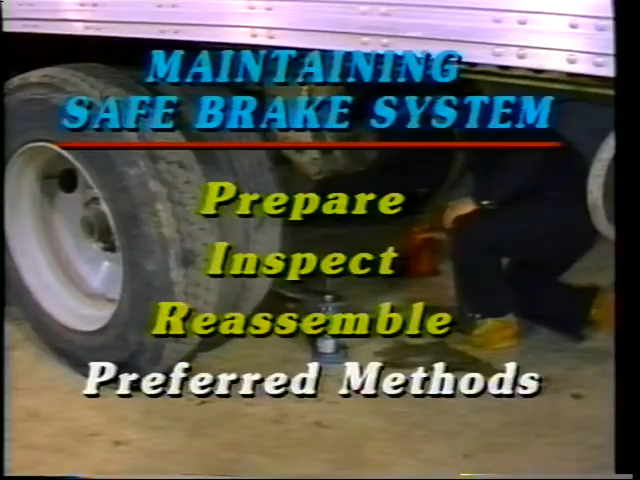 MAINTAINING
SAFE BRAKE SYSTEM
Prepare
Inspect
Reassemble
Preferred Methods